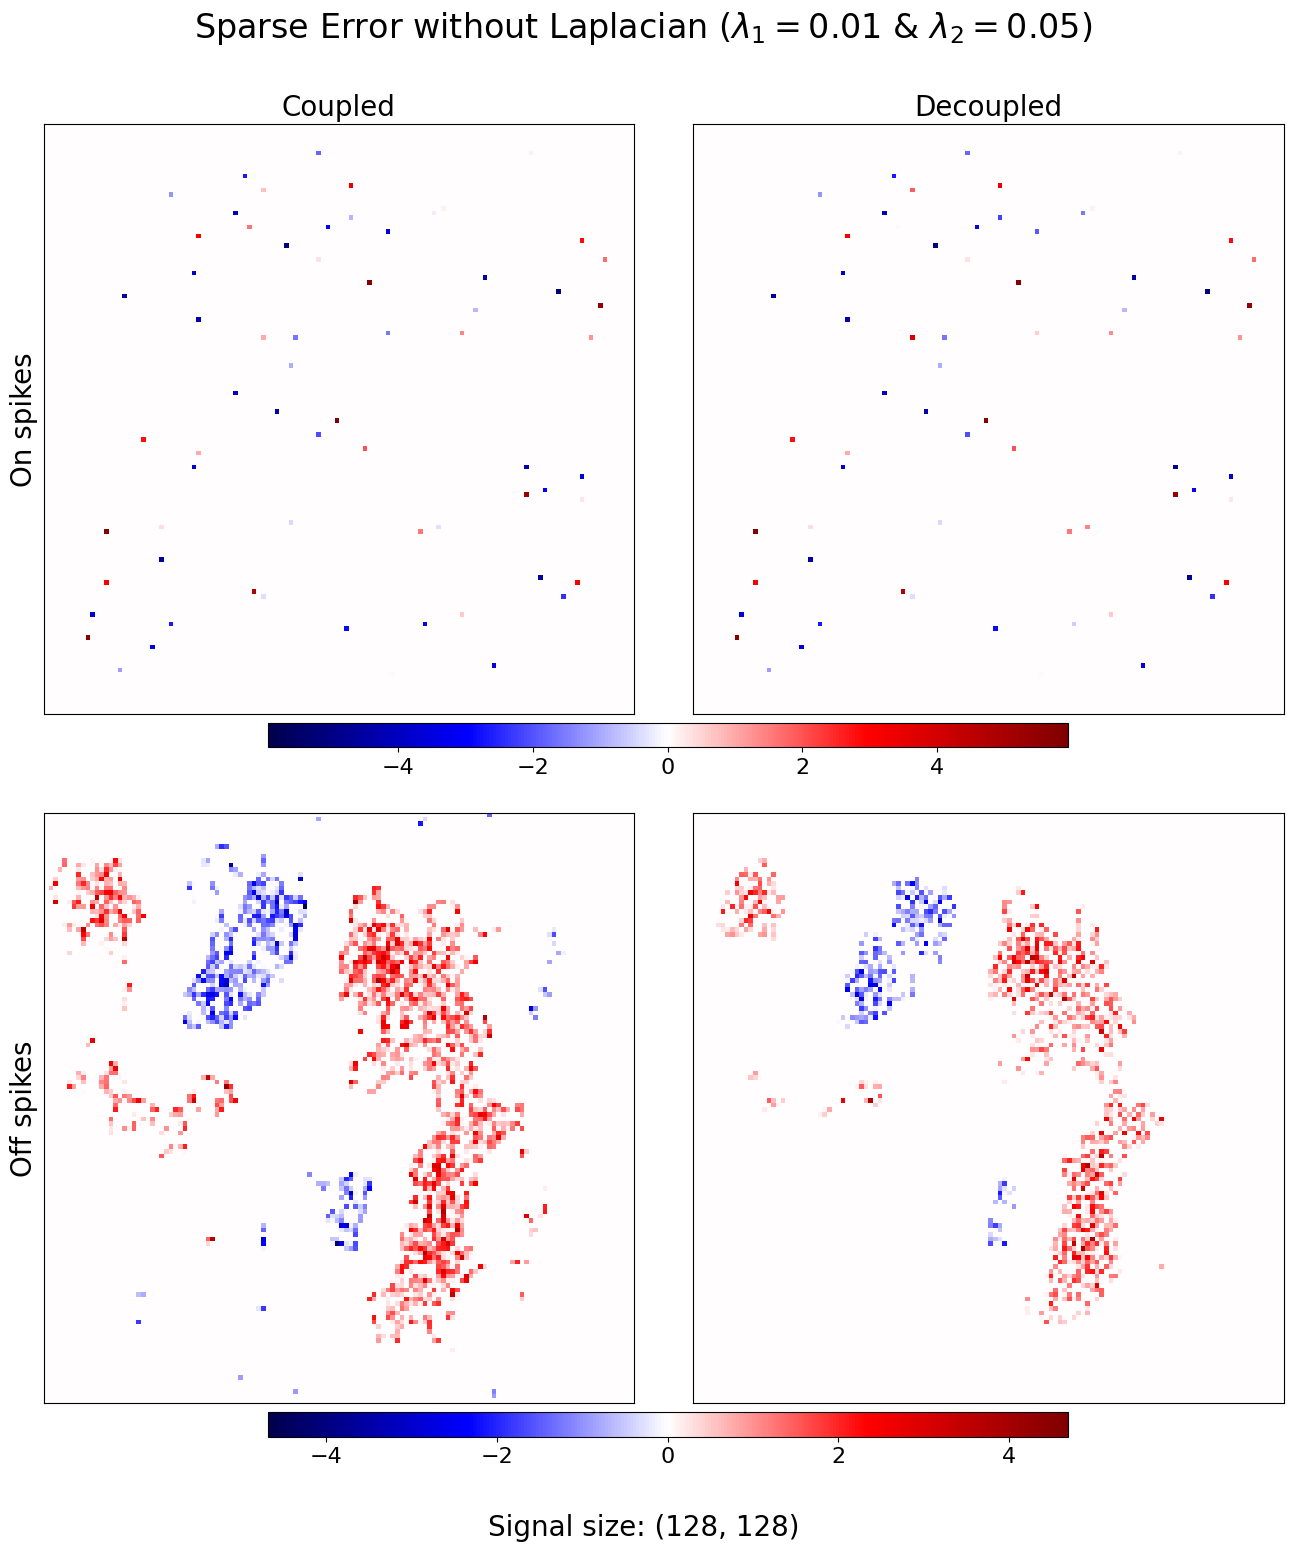 Sparse Error without Laplacian (λ₁ = 0.01 & λ₂ = 0.05)
Coupled
Decoupled
On spikes
−4 −2 0 2 4
Off spikes
−4 −2 0 2 4
Signal size: (128, 128)